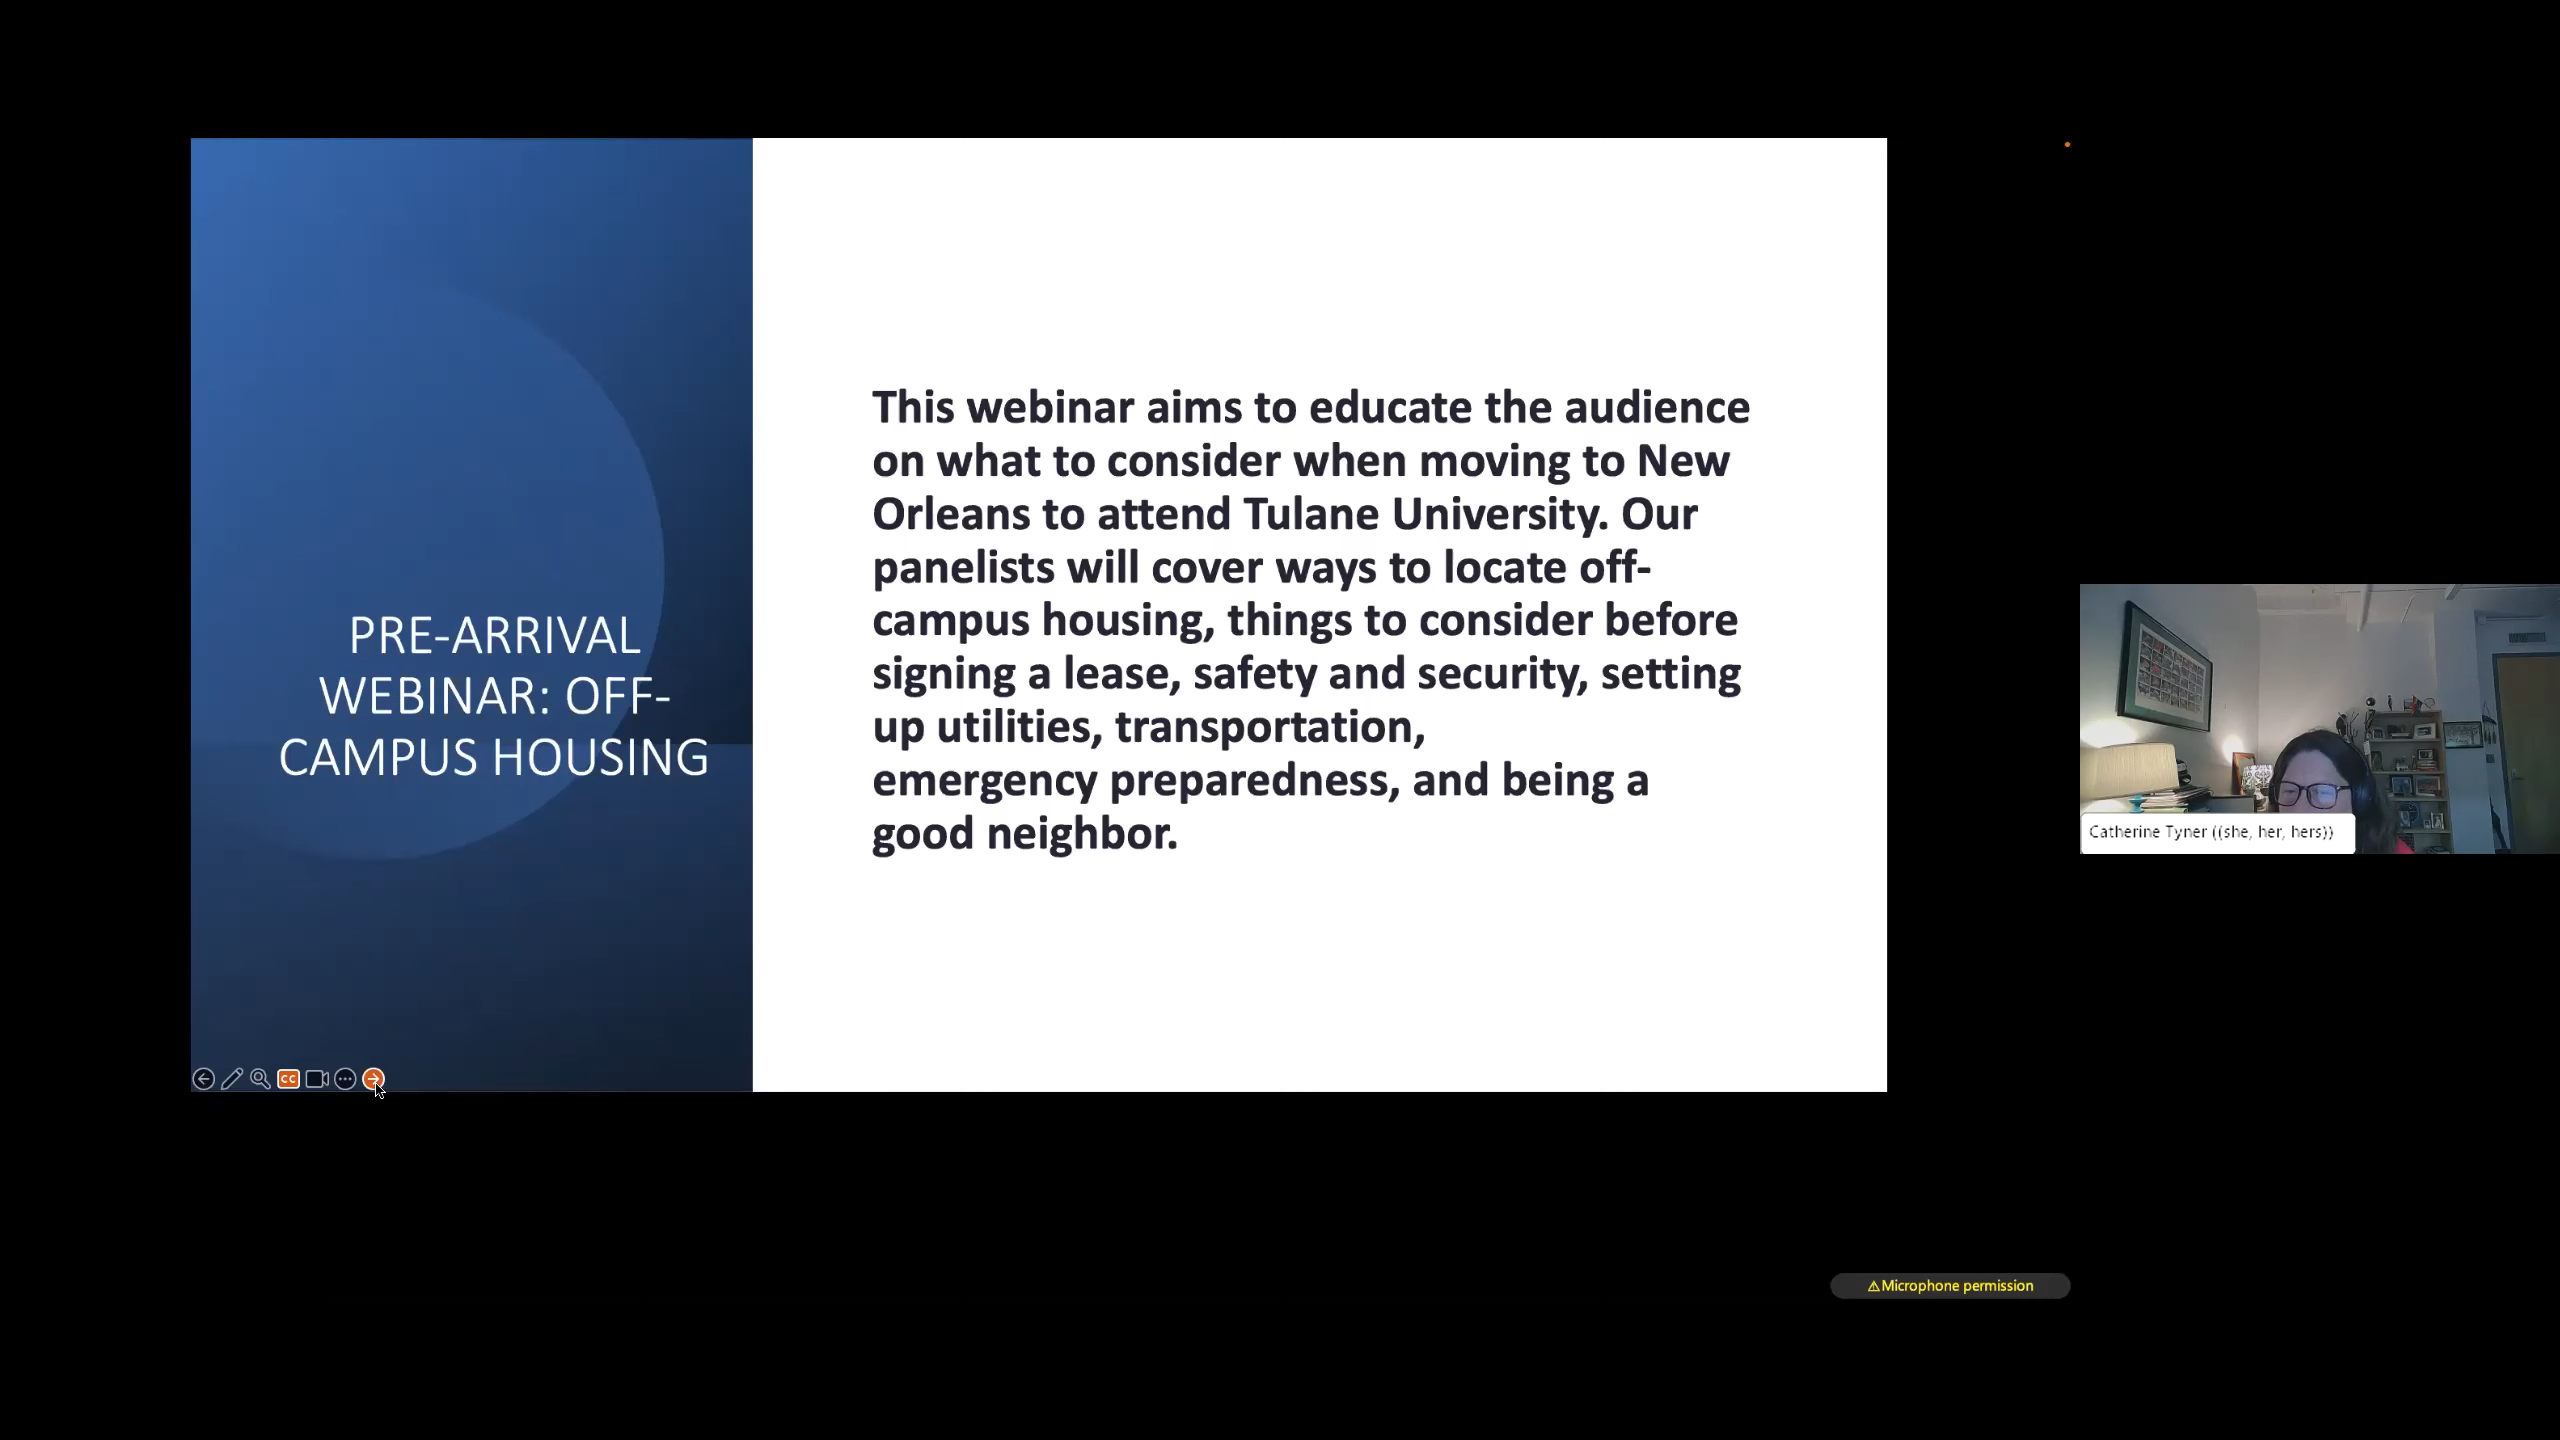 PRE-ARRIVAL
WEBINAR: OFF-
CAMPUS HOUSING
This webinar aims to educate the audience
on what to consider when moving to New
Orleans to attend Tulane University. Our
panelists will cover ways to locate off-
campus housing, things to consider before
signing a lease, safety and security, setting
up utilities, transportation,
emergency preparedness, and being a
good neighbor.
CC
Catherine Tyner ((she, her, hers))
⚠Microphone permission